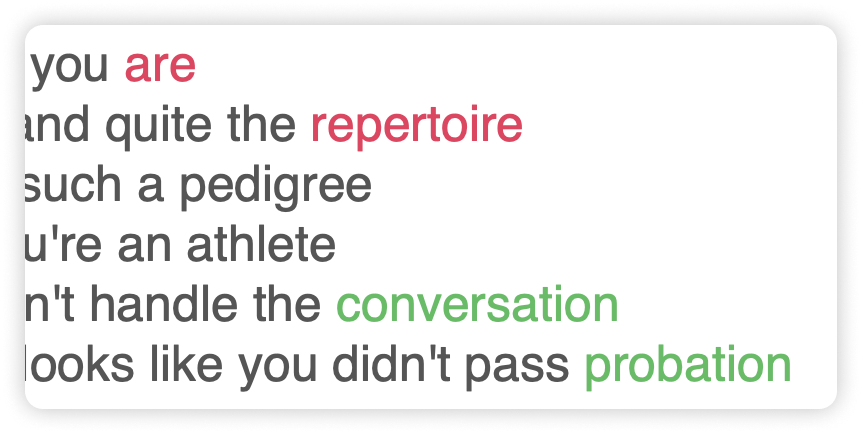 you are
and quite the repertoire
such a pedigree
u're an athlete
n't handle the conversation
looks like you didn't pass probation